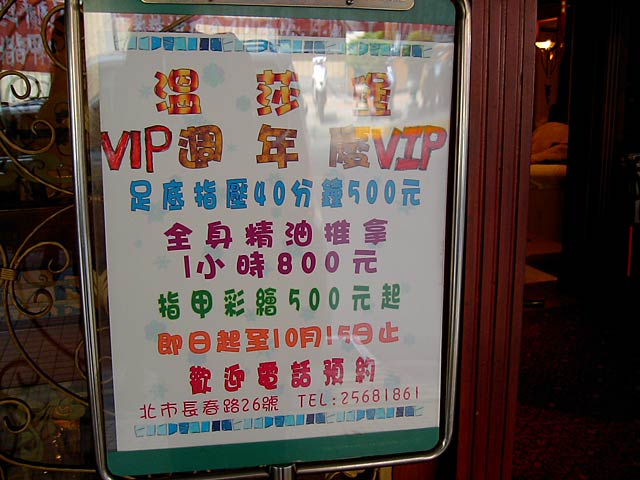 溫莎堡
VIP週年慶VIP
足底指壓40分鐘500元
全身精油推拿
1小時800元
指甲彩繪500元起
即日起至10月15日止
歡迎電話預約
北市長春路26號 TEL:25681861